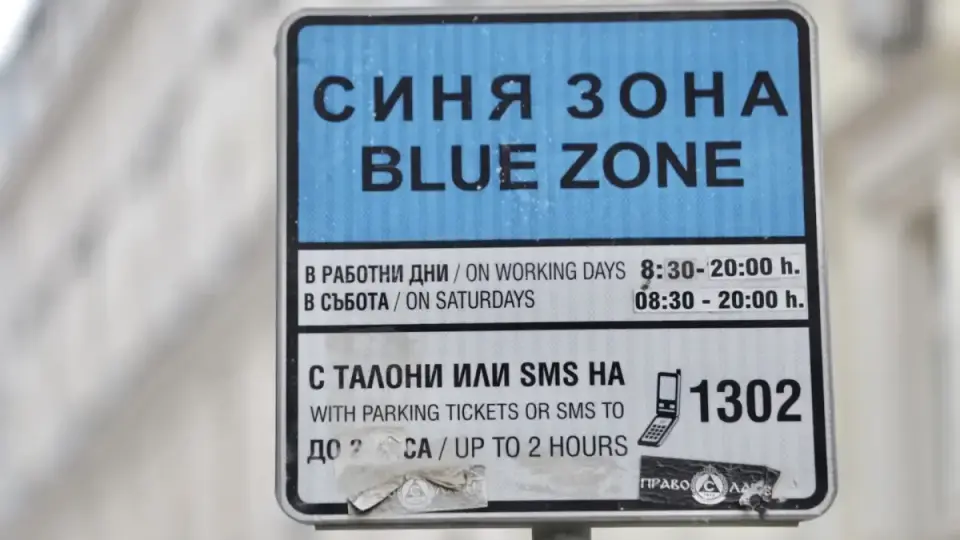 СИНЯ ЗОНА
BLUE ZONE
В РАБОТНИ ДНИ / ON WORKING DAYS 8:30- 20:00 h.
В СЪБОТА / ON SATURDAYS 08:30 - 20:00 h.
С ТАЛОНИ ИЛИ SMS НА 1302
WITH PARKING TICKETS OR SMS TO
ДО / UP TO 2 HOURS
ПРАВО С